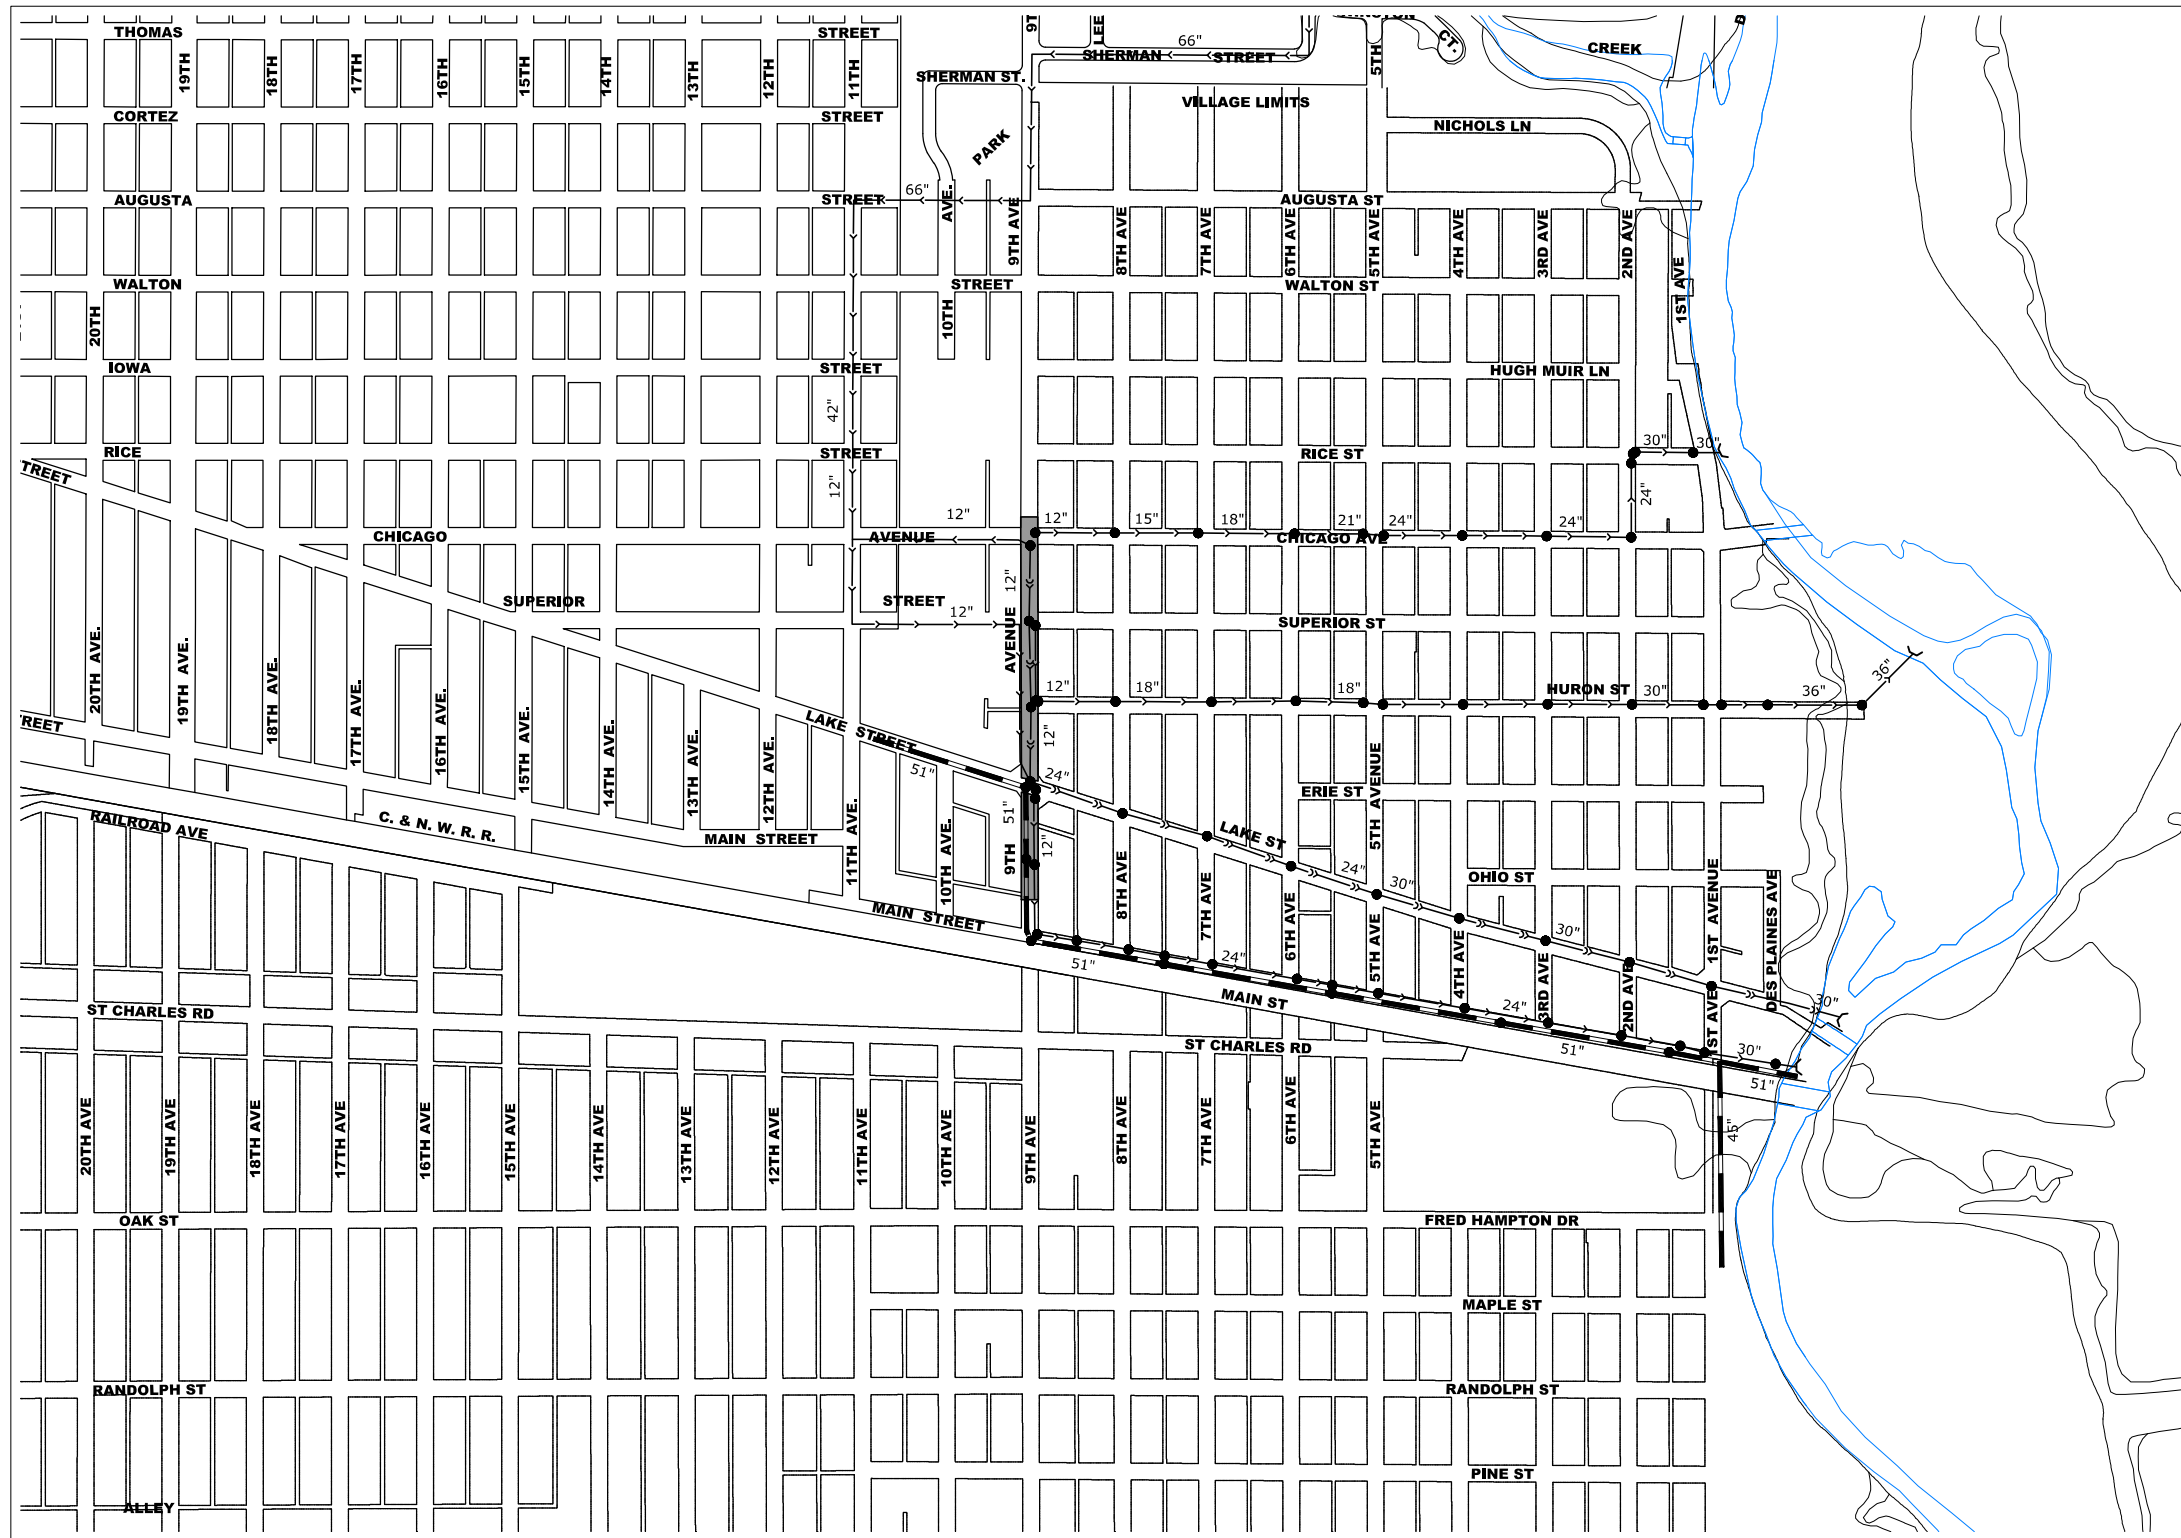 THOMAS
STREET
19TH
18TH
17TH
16TH
15TH
14TH
13TH
12TH
11TH
9T
LEE
66"
SHERMAN
STREET
5TH
CT.
CREEK
SHERMAN ST.
VILLAGE LIMITS
CORTEZ
STREET
NICHOLS LN
PARK
AUGUSTA
STREET
66"
AVE.
9TH AVE
AUGUSTA ST
8TH AVE
7TH AVE
6TH AVE
5TH AVE
4TH AVE
3RD AVE
2ND AVE
1ST AVE
WALTON
STREET
WALTON ST
20TH
10TH
IOWA
STREET
HUGH MUIR LN
42"
RICE
STREET
RICE ST
30"
30"
TREET
12"
24"
12"
12"
15"
18"
21"
24"
24"
CHICAGO
AVENUE
CHICAGO AVE
12"
SUPERIOR
STREET
12"
SUPERIOR ST
AVENUE
20TH AVE.
19TH AVE.
18TH AVE.
17TH AVE.
16TH AVE.
15TH AVE.
14TH AVE.
13TH AVE.
12TH AVE.
11TH AVE.
10TH AVE.
12"
18"
18"
HURON ST
30"
36"
36"
REET
LAKE STREET
12"
51"
24"
5TH AVENUE
ERIE ST
51"
9TH
12"
RAILROAD AVE
C. & N. W. R. R.
MAIN STREET
LAKE ST
24"
30"
OHIO ST
8TH AVE
7TH AVE
6TH AVE
5TH AVE
4TH AVE
3RD AVE
2ND AVE
1ST AVENUE
DES PLAINES AVE
MAIN STREET
30"
51"
24"
MAIN ST
24"
30"
1ST AVE
ST CHARLES RD
ST CHARLES RD
51"
30"
51"
45"
20TH AVE
19TH AVE
18TH AVE
17TH AVE
16TH AVE
15TH AVE
14TH AVE
13TH AVE
12TH AVE
11TH AVE
10TH AVE
9TH AVE
8TH AVE
7TH AVE
6TH AVE
5TH AVE
OAK ST
FRED HAMPTON DR
MAPLE ST
RANDOLPH ST
RANDOLPH ST
PINE ST
ALLEY